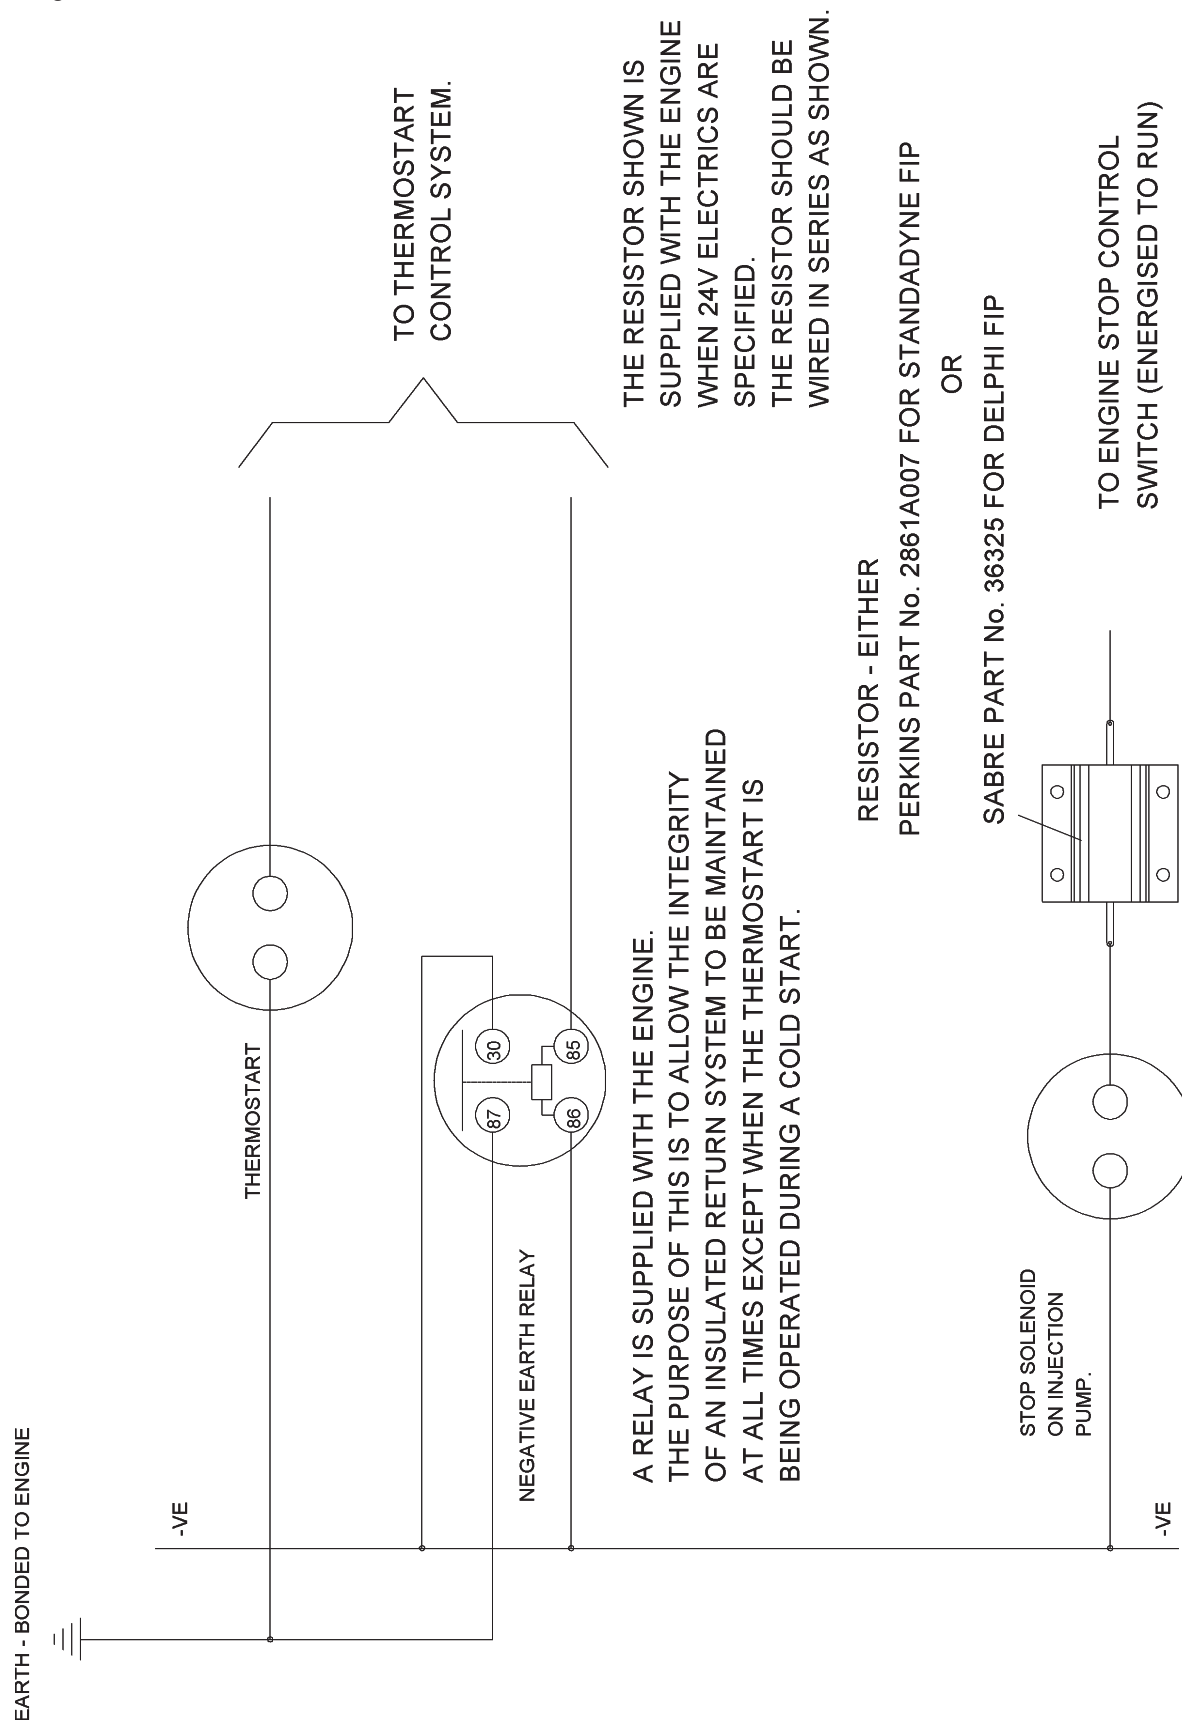 EARTH - BONDED TO ENGINE
-VE
THERMOSTART
TO THERMOSTART
CONTROL SYSTEM.
NEGATIVE EARTH RELAY
87
30
86
85
A RELAY IS SUPPLIED WITH THE ENGINE.
THE PURPOSE OF THIS IS TO ALLOW THE INTEGRITY
OF AN INSULATED RETURN SYSTEM TO BE MAINTAINED
AT ALL TIMES EXCEPT WHEN THE THERMOSTART IS
BEING OPERATED DURING A COLD START.
THE RESISTOR SHOWN IS
SUPPLIED WITH THE ENGINE
WHEN 24V ELECTRICS ARE
SPECIFIED.
THE RESISTOR SHOULD BE
WIRED IN SERIES AS SHOWN.
RESISTOR - EITHER
PERKINS PART No. 2861A007 FOR STANDADYNE FIP
OR
SABRE PART No. 36325 FOR DELPHI FIP
STOP SOLENOID
ON INJECTION
PUMP.
TO ENGINE STOP CONTROL
SWITCH (ENERGISED TO RUN)
-VE